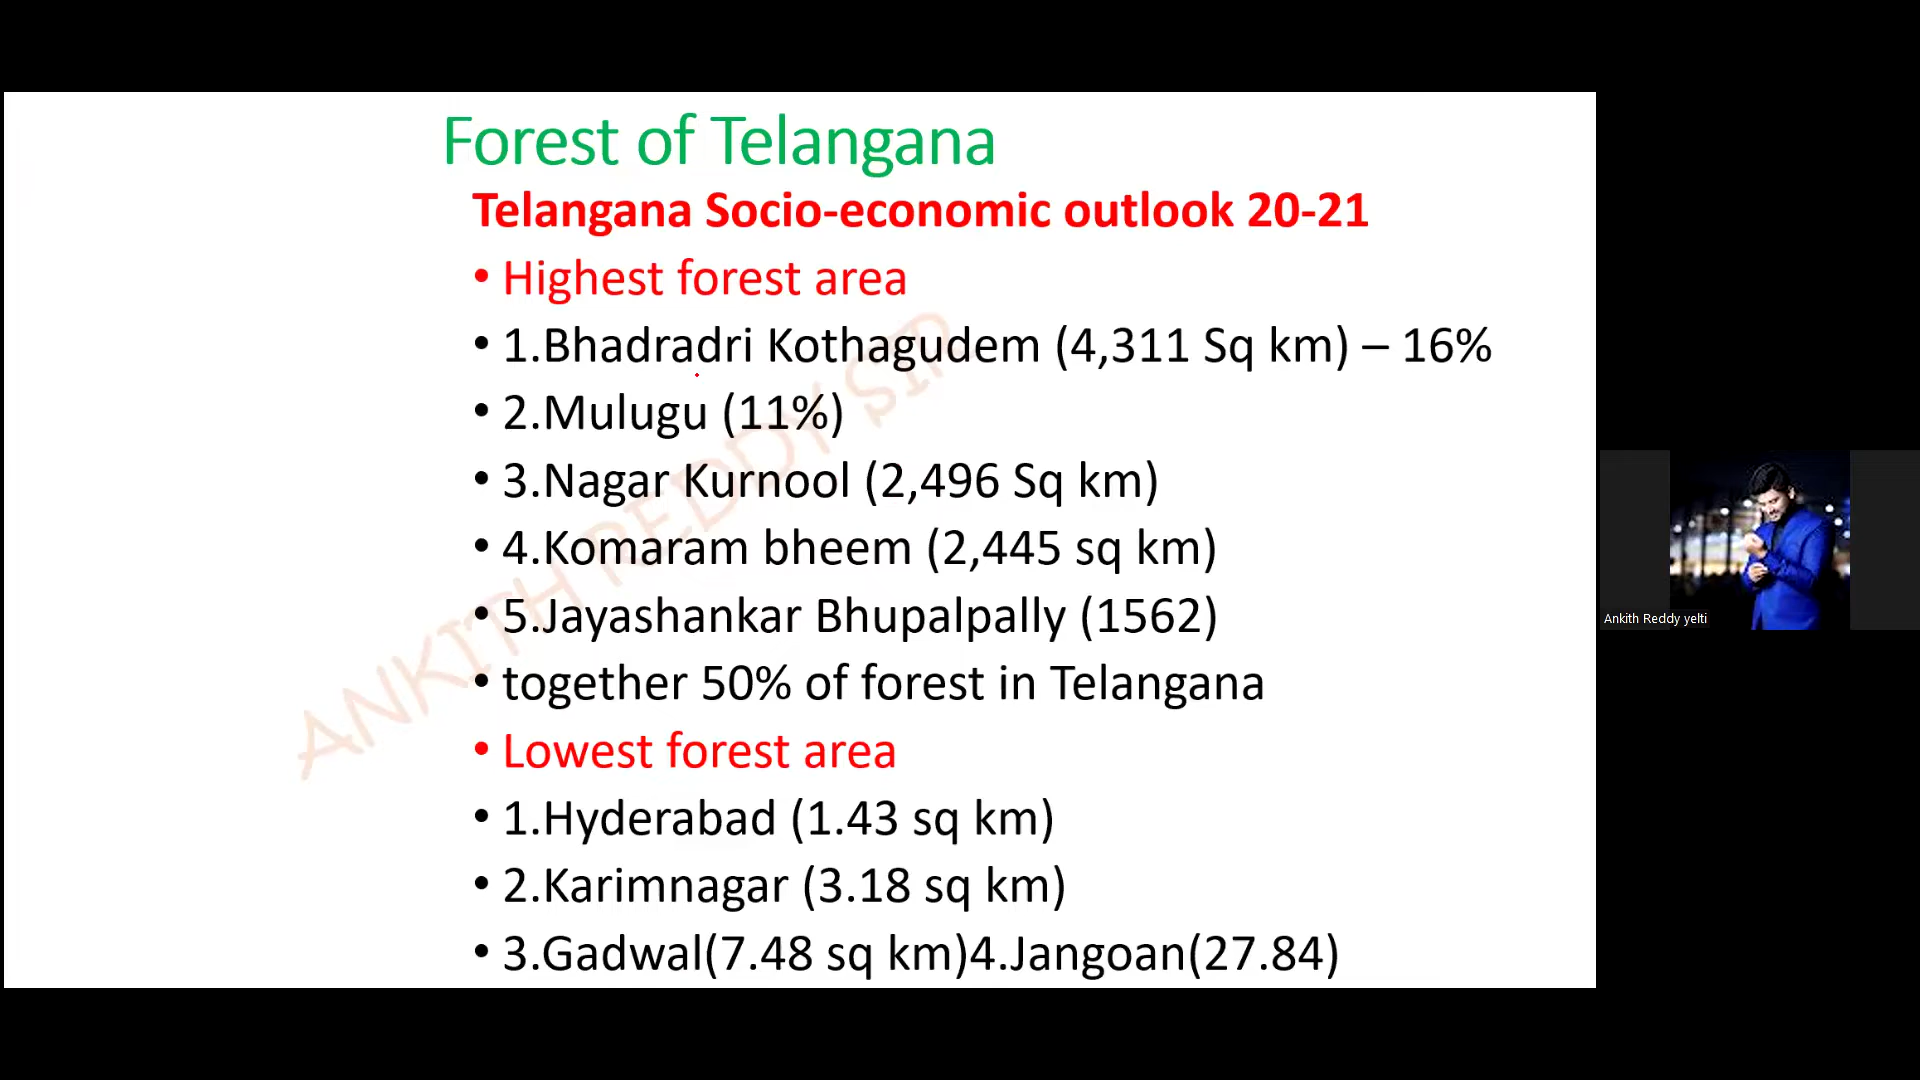 Forest of Telangana
Telangana Socio-economic outlook 20-21
• Highest forest area
• 1.Bhadradri Kothagudem (4,311 Sq km) – 16%
• 2.Mulugu (11%)
• 3.Nagar Kurnool (2,496 Sq km)
• 4.Komaram bheem (2,445 sq km)
• 5.Jayashankar Bhupalpally (1562)
• together 50% of forest in Telangana
• Lowest forest area
• 1.Hyderabad (1.43 sq km)
• 2.Karimnagar (3.18 sq km)
• 3.Gadwal(7.48 sq km)4.Jangoan(27.84)
ANKITH REDDY SIR
Ankith Reddy yelti